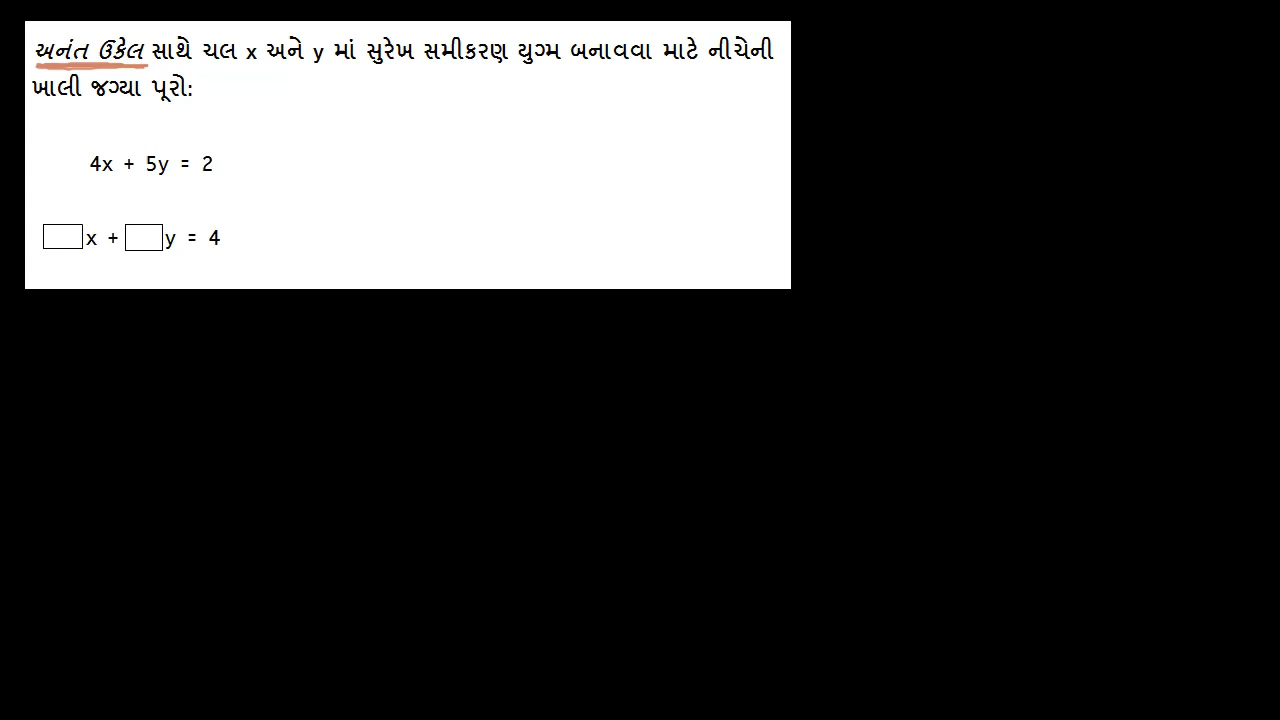 અનંત ઉકેલ સાથે ચલ x અને y માં સુરેખ સમીકરણ યુગ્મ બનાવવા માટે નીચેની
ખાલી જગ્યા પૂરો:
4x + 5y = 2
x + y = 4